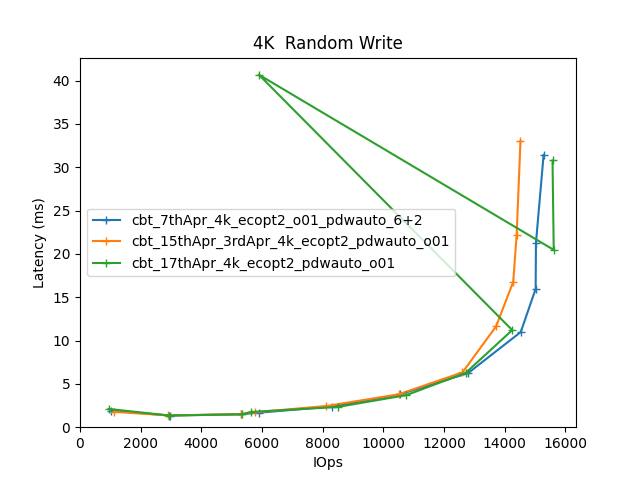 4K  Random Write
Latency (ms)
40
35
30
25
20
15
10
5
0
cbt_7thApr_4k_ecopt2_o01_pdwauto_6+2
cbt_15thApr_3rdApr_4k_ecopt2_pdwauto_o01
cbt_17thApr_4k_ecopt2_pdwauto_o01
0 2000 4000 6000 8000 10000 12000 14000 16000
IOps